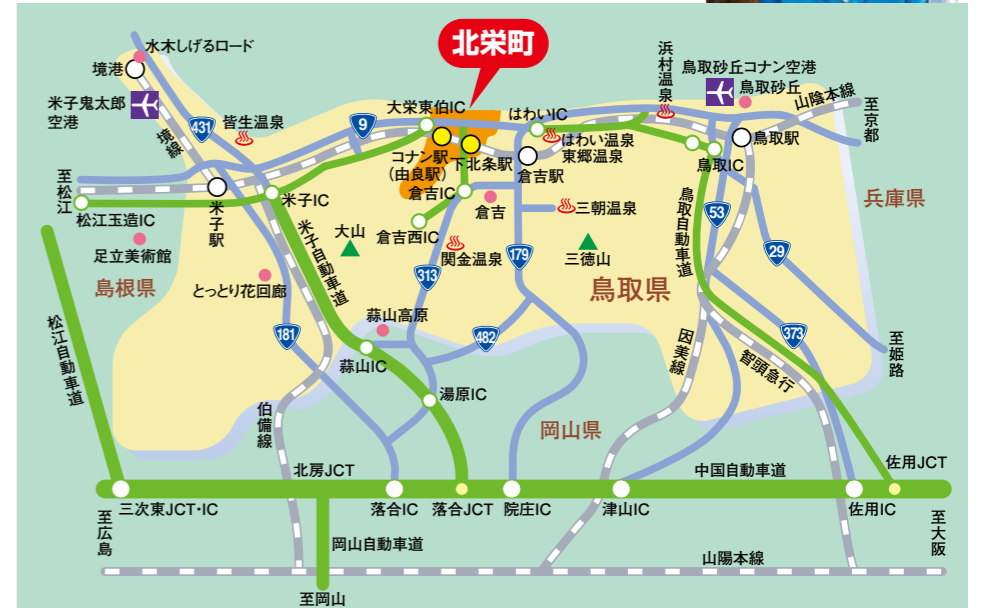 北栄町
水木しげるロード
境港
米子鬼太郎
空港
431
皆生温泉
境線
9
大栄東伯IC
はわいIC
浜村温泉
鳥取砂丘コナン空港
鳥取砂丘
山陰本線
至京都
コナン駅
(由良駅)
下北条駅
はわい温泉
東郷温泉
倉吉駅
鳥取駅
鳥取IC
至松江
松江玉造IC
米子駅
米子IC
倉吉IC
倉吉
倉吉西IC
三朝温泉
兵庫県
足立美術館
大山
関金温泉
179
三徳山
鳥取自動車道
53
29
島根県
とっとり花回廊
米子自動車道
313
鳥取県
松江自動車道
181
蒜山高原
482
因美線
373
至姫路
蒜山IC
智頭急行
湯原IC
伯備線
岡山県
北房JCT
中国自動車道
佐用JCT
三次東JCT・IC
落合IC
落合JCT
院庄IC
津山IC
佐用IC
至広島
至大阪
岡山自動車道
山陽本線
至岡山